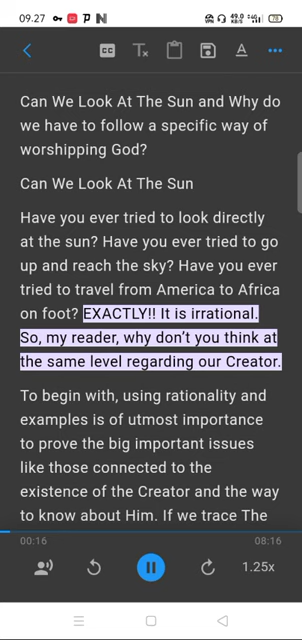 09.27
49.0
KB/s
4G
78
CC
Can We Look At The Sun and Why do
we have to follow a specific way of
worshipping God?
Can We Look At The Sun
Have you ever tried to look directly
at the sun? Have you ever tried to go
up and reach the sky? Have you ever
tried to travel from America to Africa
on foot? EXACTLY!! It is irrational.
So, my reader, why don't you think at
the same level regarding our Creator.
To begin with, using rationality and
examples is of utmost importance
to prove the big important issues
like those connected to the
existence of the Creator and the way
to know about Him. If we trace The
00:16 08:16
1.25x